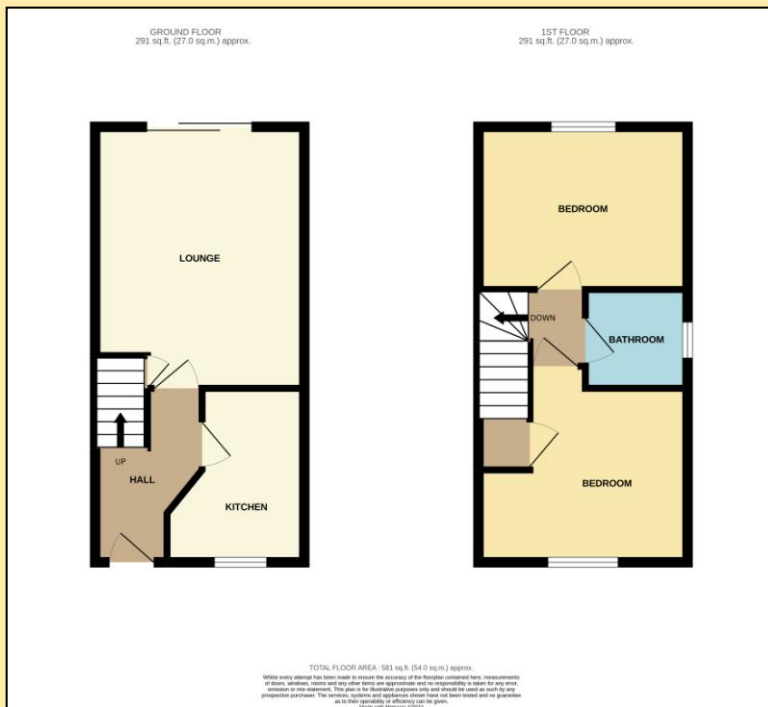 GROUND FLOOR
291 sq.ft. (27.0 sq.m.) approx.
1ST FLOOR
291 sq.ft. (27.0 sq.m.) approx.
LOUNGE
UP
HALL
KITCHEN
BEDROOM
DOWN
BATHROOM
BEDROOM
TOTAL FLOOR AREA : 581 sq.ft. (54.0 sq.m.) approx.
Whilst every attempt has been made to ensure the accuracy of the floorplan contained here, measurements
of doors, windows, rooms and any other items are approximate and no responsibility is taken for any error,
omission or mis-statement. This plan is for illustrative purposes only and should be used as such by any
prospective purchaser. The services, systems and appliances shown have not been tested and no guarantee
as to their operability or efficiency can be given.
Made with Metropix